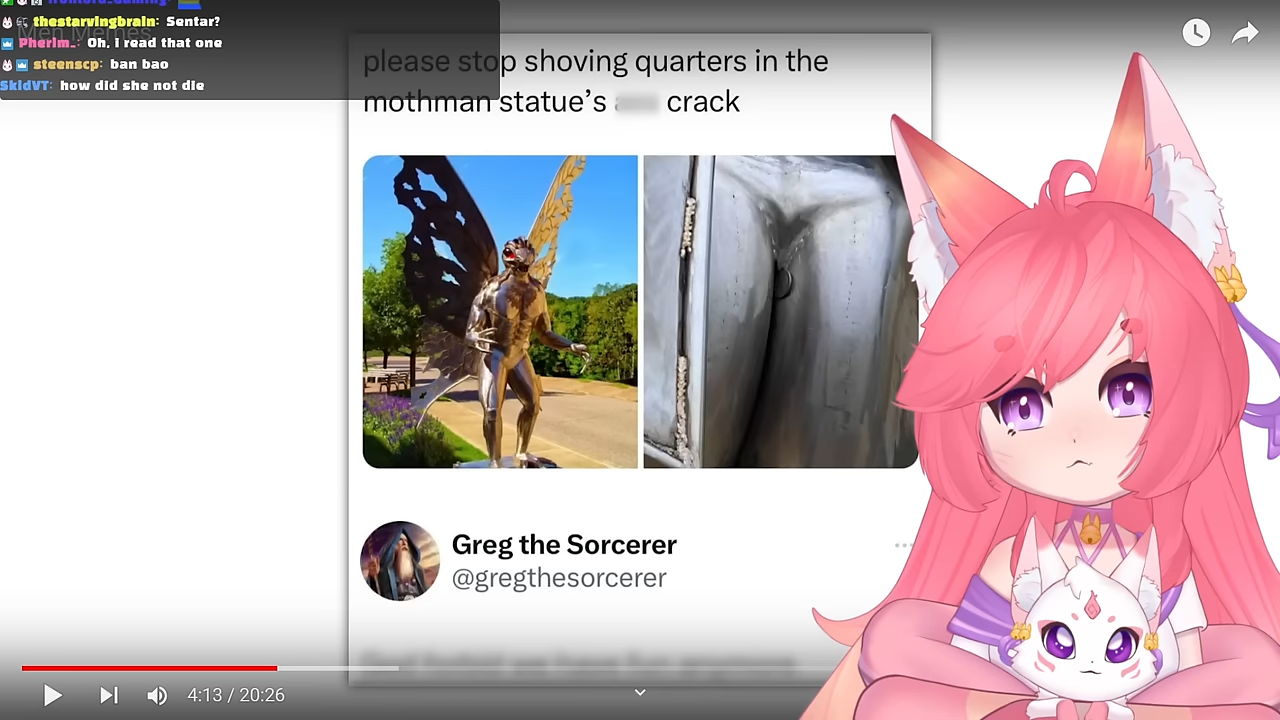 thestarvingbrain: Sentar?
Pherim_: Oh, i read that one
steenscp: ban bao
SkidVT: how did she not die
please stop shoving quarters in the
mothman statue's crack
Greg the Sorcerer
@gregthesorcerer
4:13 / 20:26